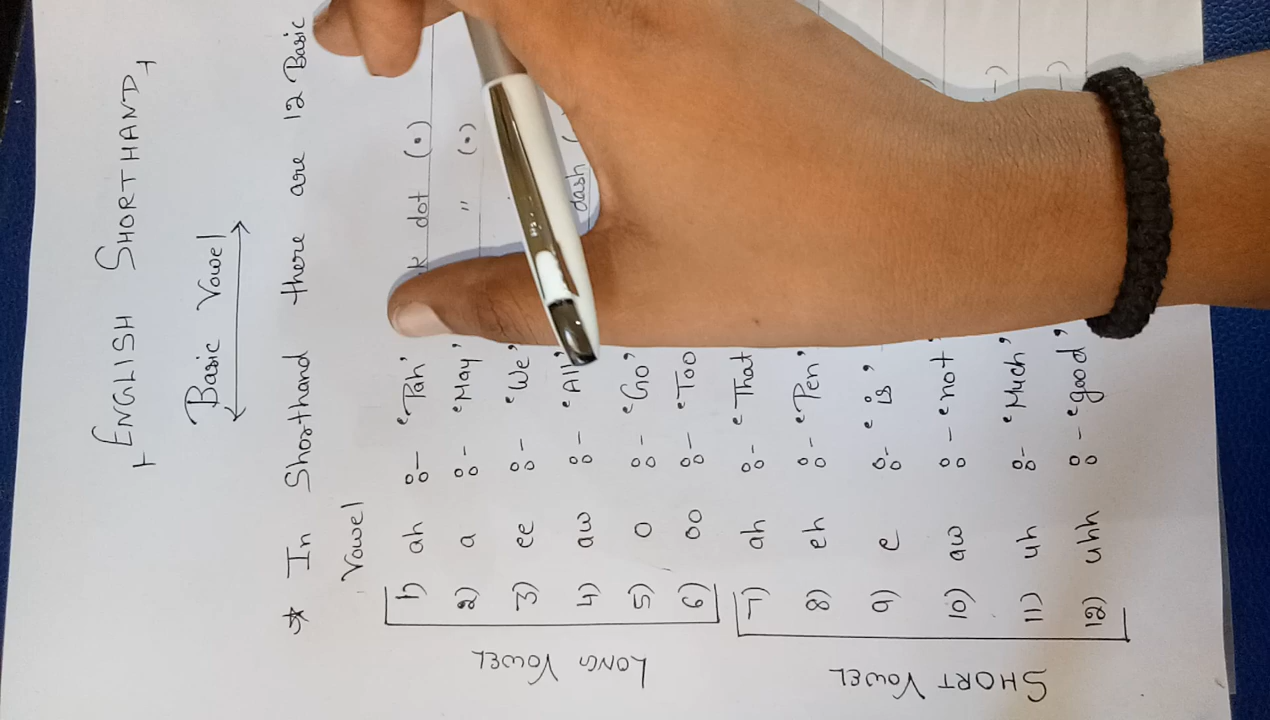 ENGLISH SHORTHAND
Basic Vowel
* In Shorthand there are 12 Basic
Vowel
1) ah :- "Pah" dot (•)
2) a :- "May" " (•)
3) ee :- "We"
4) aw :- "All" dash (
5) o :- "Go"
6) oo :- "Too
7) ah :- "That
8) eh :- "Pen"
9) e :- "is"
10) aw :- "not"
11) uh :- "Much" -)
12) uhh :- "good" -)
LONG VOWEL
SHORT VOWEL